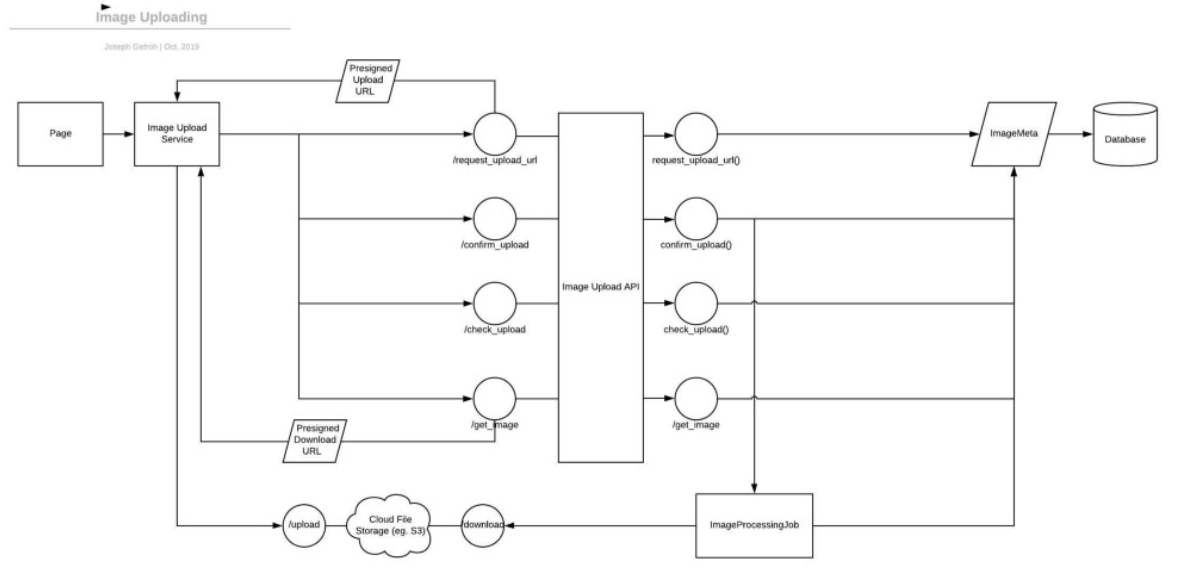 Image Uploading
Joseph Gefroh | Oct. 2019
Presigned
Upload
URL
Page
Image Upload
Service
/request_upload_url
request_upload_url()
ImageMeta
Database
/confirm_upload
confirm_upload()
Image Upload API
/check_upload
check_upload()
/get_image
/get_image
Presigned
Download
URL
/upload
Cloud File
Storage (eg. S3)
/download
ImageProcessingJob